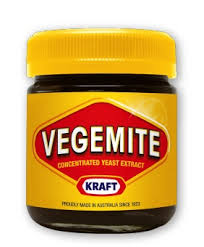 VEGEMITE
CONCENTRATED YEAST EXTRACT
KRAFT
PROUDLY MADE IN AUSTRALIA SINCE 1923